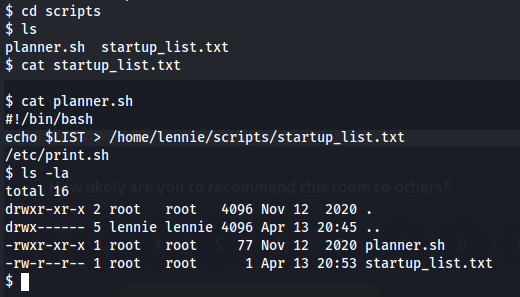 $ cd scripts
$ ls
planner.sh  startup_list.txt
$ cat startup_list.txt

$ cat planner.sh
#!/bin/bash
echo $LIST > /home/lennie/scripts/startup_list.txt
/etc/print.sh
$ ls -la
total 16
drwxr-xr-x 2 root   root   4096 Nov 12  2020 .
drwx------ 5 lennie lennie 4096 Apr 13 20:45 ..
-rwxr-xr-x 1 root   root     77 Nov 12  2020 planner.sh
-rw-r--r-- 1 root   root      1 Apr 13 20:53 startup_list.txt
$
likely are you to recommend this room to others?